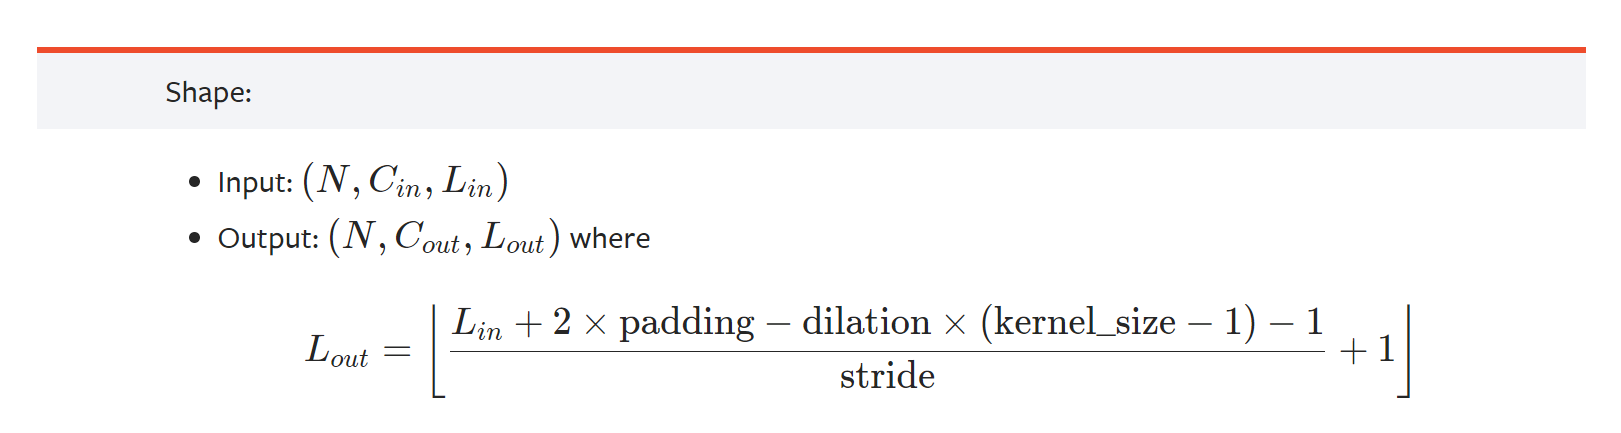 Shape:
• Input: (N, C_{in}, L_{in})
• Output: (N, C_{out}, L_{out}) where
L_{out} = \left\lfloor \frac{L_{in} + 2 \times \text{padding} - \text{dilation} \times (\text{kernel\_size} - 1) - 1}{\text{stride}} + 1 \right\rfloor